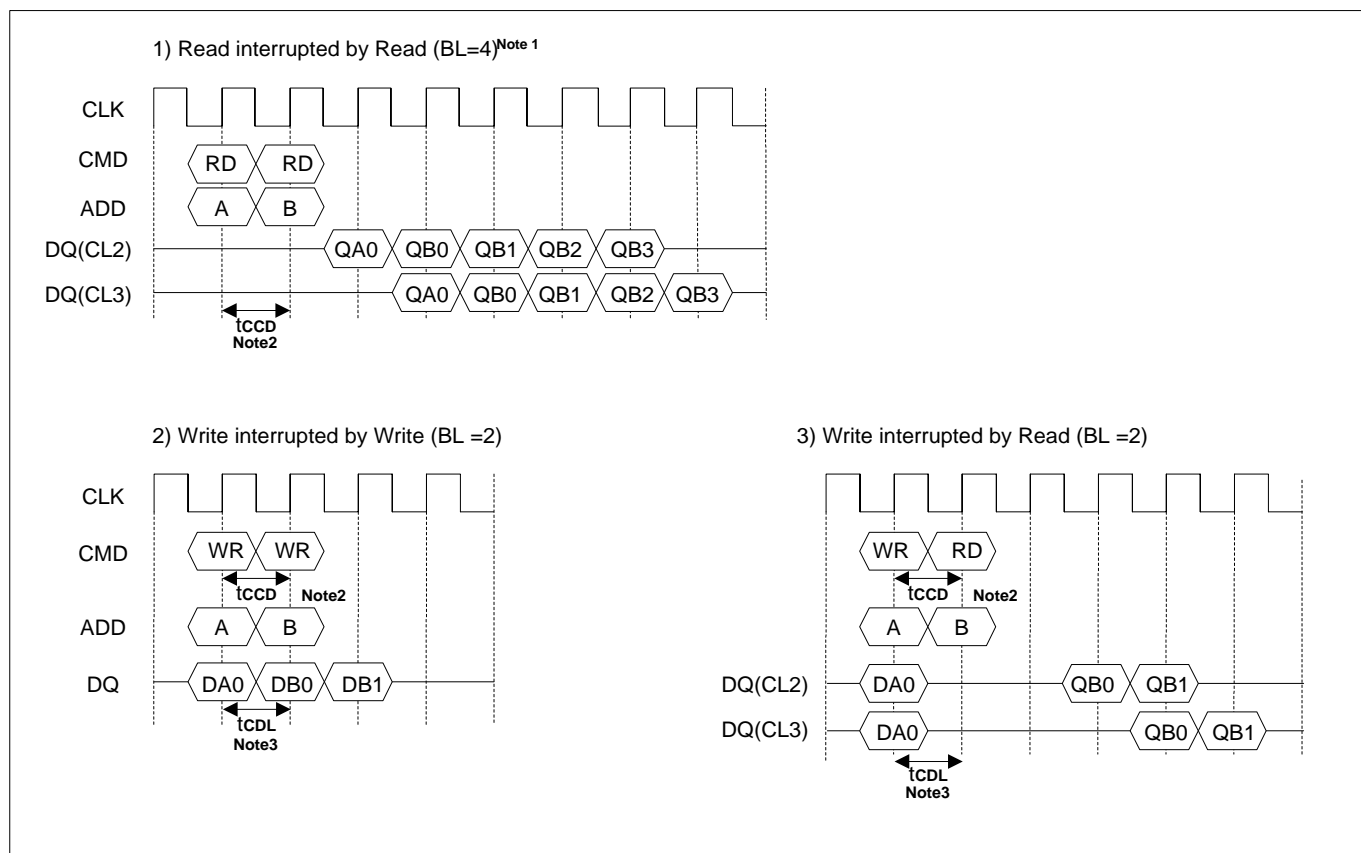 1) Read interrupted by Read (BL=4)Note 1
CLK
CMD RD RD
ADD A B
DQ(CL2) QA0 QB0 QB1 QB2 QB3
DQ(CL3) QA0 QB0 QB1 QB2 QB3
tCCD
Note2
2) Write interrupted by Write (BL =2)
CLK
CMD WR WR
tCCD Note2
ADD A B
DQ DA0 DB0 DB1
tCDL
Note3
3) Write interrupted by Read (BL =2)
WR RD
tCCD Note2
A B
DQ(CL2) DA0 QB0 QB1
DQ(CL3) DA0 QB0 QB1
tCDL
Note3